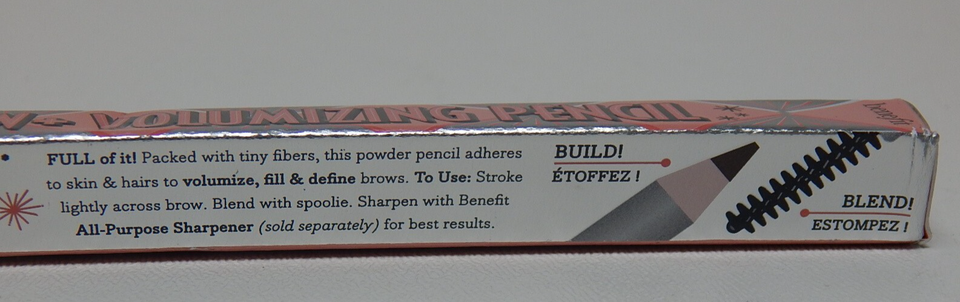 VOLUMIZING PENCIL
benefit
FULL of it! Packed with tiny fibers, this powder pencil adheres
to skin & hairs to volumize, fill & define brows. To Use: Stroke
lightly across brow. Blend with spoolie. Sharpen with Benefit
All-Purpose Sharpener (sold separately) for best results.
BUILD!
ÉTOFFEZ !
BLEND!
ESTOMPEZ !